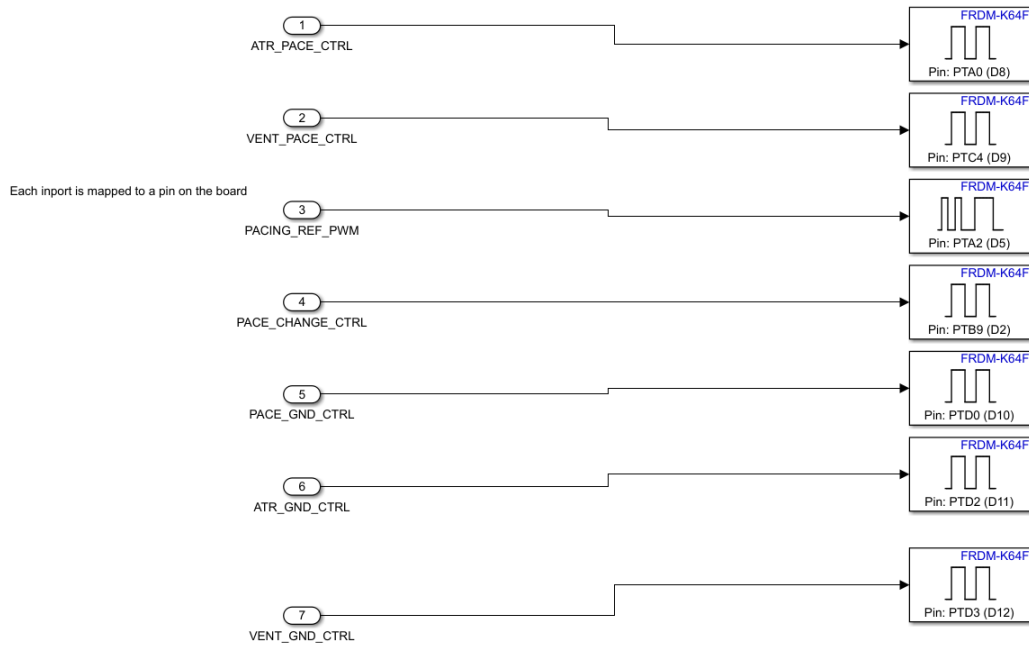 FRDM-K64F
1
ATR_PACE_CTRL
Pin: PTA0 (D8)
FRDM-K64F
2
VENT_PACE_CTRL
Pin: PTC4 (D9)
Each inport is mapped to a pin on the board
FRDM-K64F
3
PACING_REF_PWM
Pin: PTA2 (D5)
FRDM-K64F
4
PACE_CHANGE_CTRL
Pin: PTB9 (D2)
FRDM-K64F
5
PACE_GND_CTRL
Pin: PTD0 (D10)
FRDM-K64F
6
ATR_GND_CTRL
Pin: PTD2 (D11)
FRDM-K64F
7
VENT_GND_CTRL
Pin: PTD3 (D12)